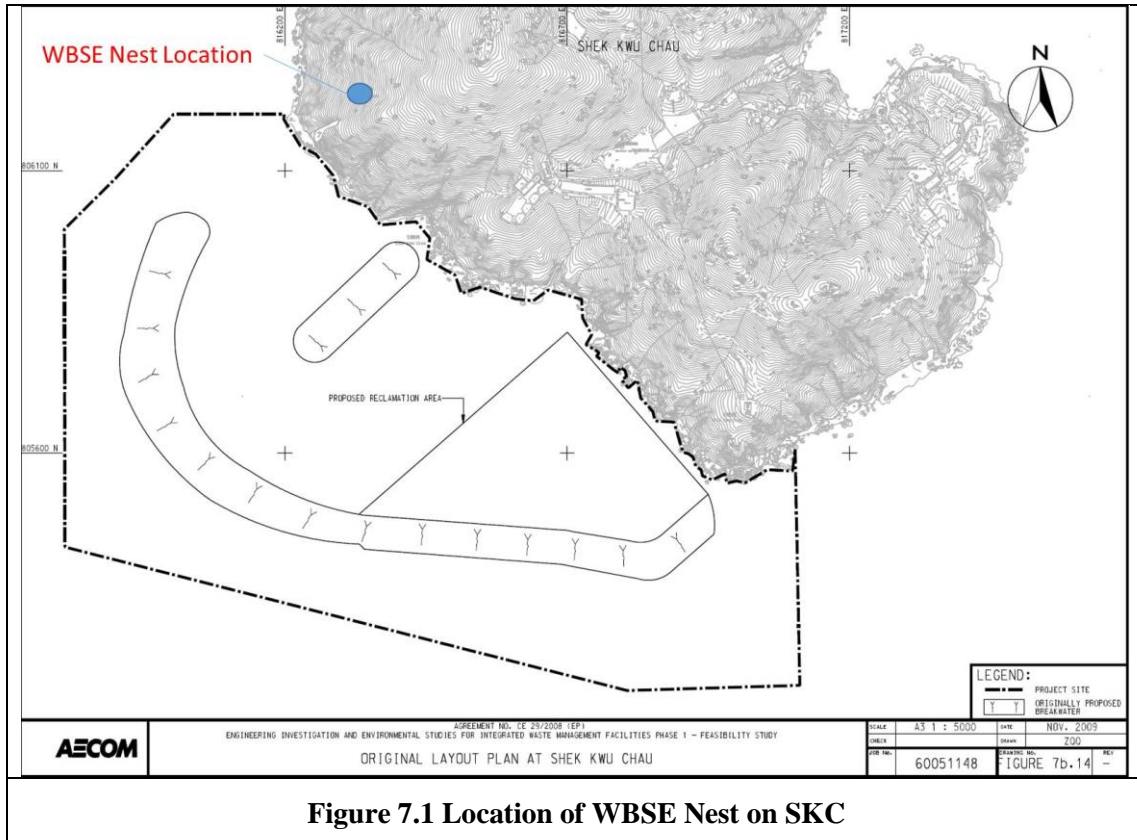 816200 E
816700 E
817200 E
SHEK KWU CHAU
WBSE Nest Location
N
806100 N
PROPOSED RECLAMATION AREA
805600 N
LEGEND:
PROJECT SITE
ORIGINALLY PROPOSED
BREAKWATER
AECOM
AGREEMENT NO. CE 29/2008 (EP)
ENGINEERING INVESTIGATION AND ENVIRONMENTAL STUDIES FOR INTEGRATED WASTE MANAGEMENT FACILITIES PHASE 1 - FEASIBILITY STUDY
ORIGINAL LAYOUT PLAN AT SHEK KWU CHAU
SCALE A3 1 : 5000 DATE NOV. 2009
CHECK DRAWN ZOO
JOB No. 60051148 DRAWING No. FIGURE 7b.14 REV -
Figure 7.1 Location of WBSE Nest on SKC